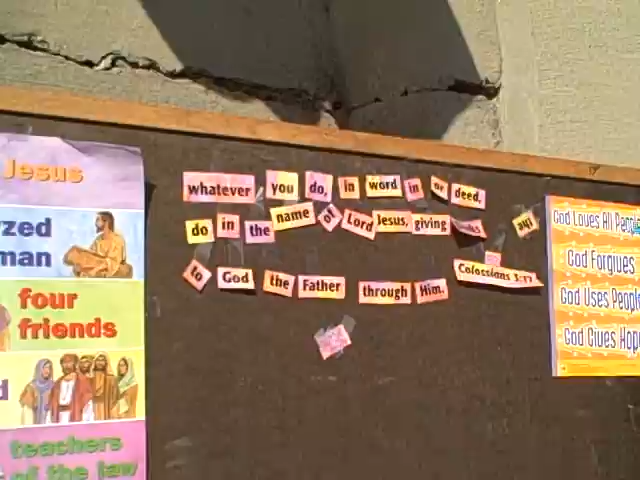 Jesus
yzed
man
four
friends
d
teachers
of the law
whatever you do, in word in or deed,
do in the name of Lord Jesus, giving
to God the Father through Him.
Colossians 3:17
God Loves All People
God Forgives
God Uses People
God Gives Hop